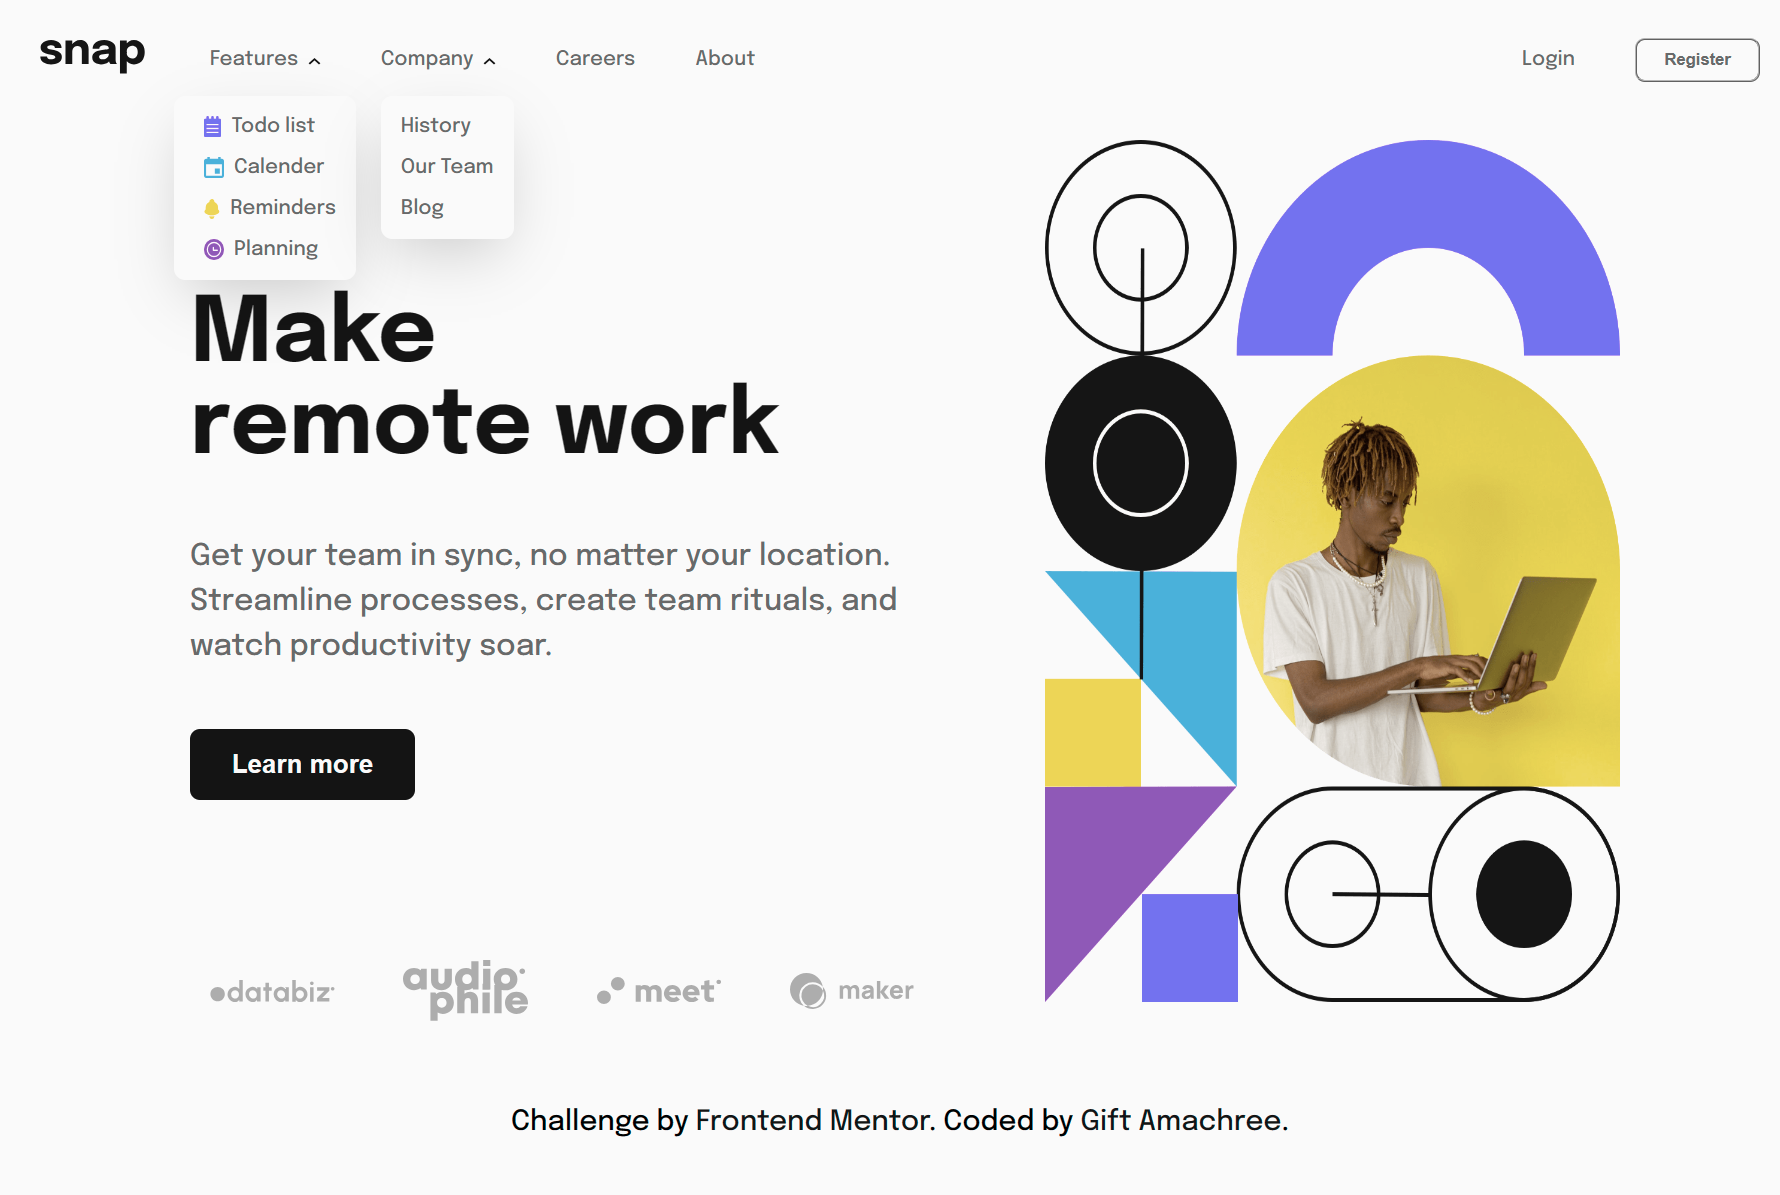 snap
Features
Company
Careers
About
Login
Register
Todo list
Calender
Reminders
Planning
History
Our Team
Blog
Make
remote work
Get your team in sync, no matter your location.
Streamline processes, create team rituals, and
watch productivity soar.
Learn more
databiz
audio
phile
meet
maker
Challenge by Frontend Mentor. Coded by Gift Amachree.